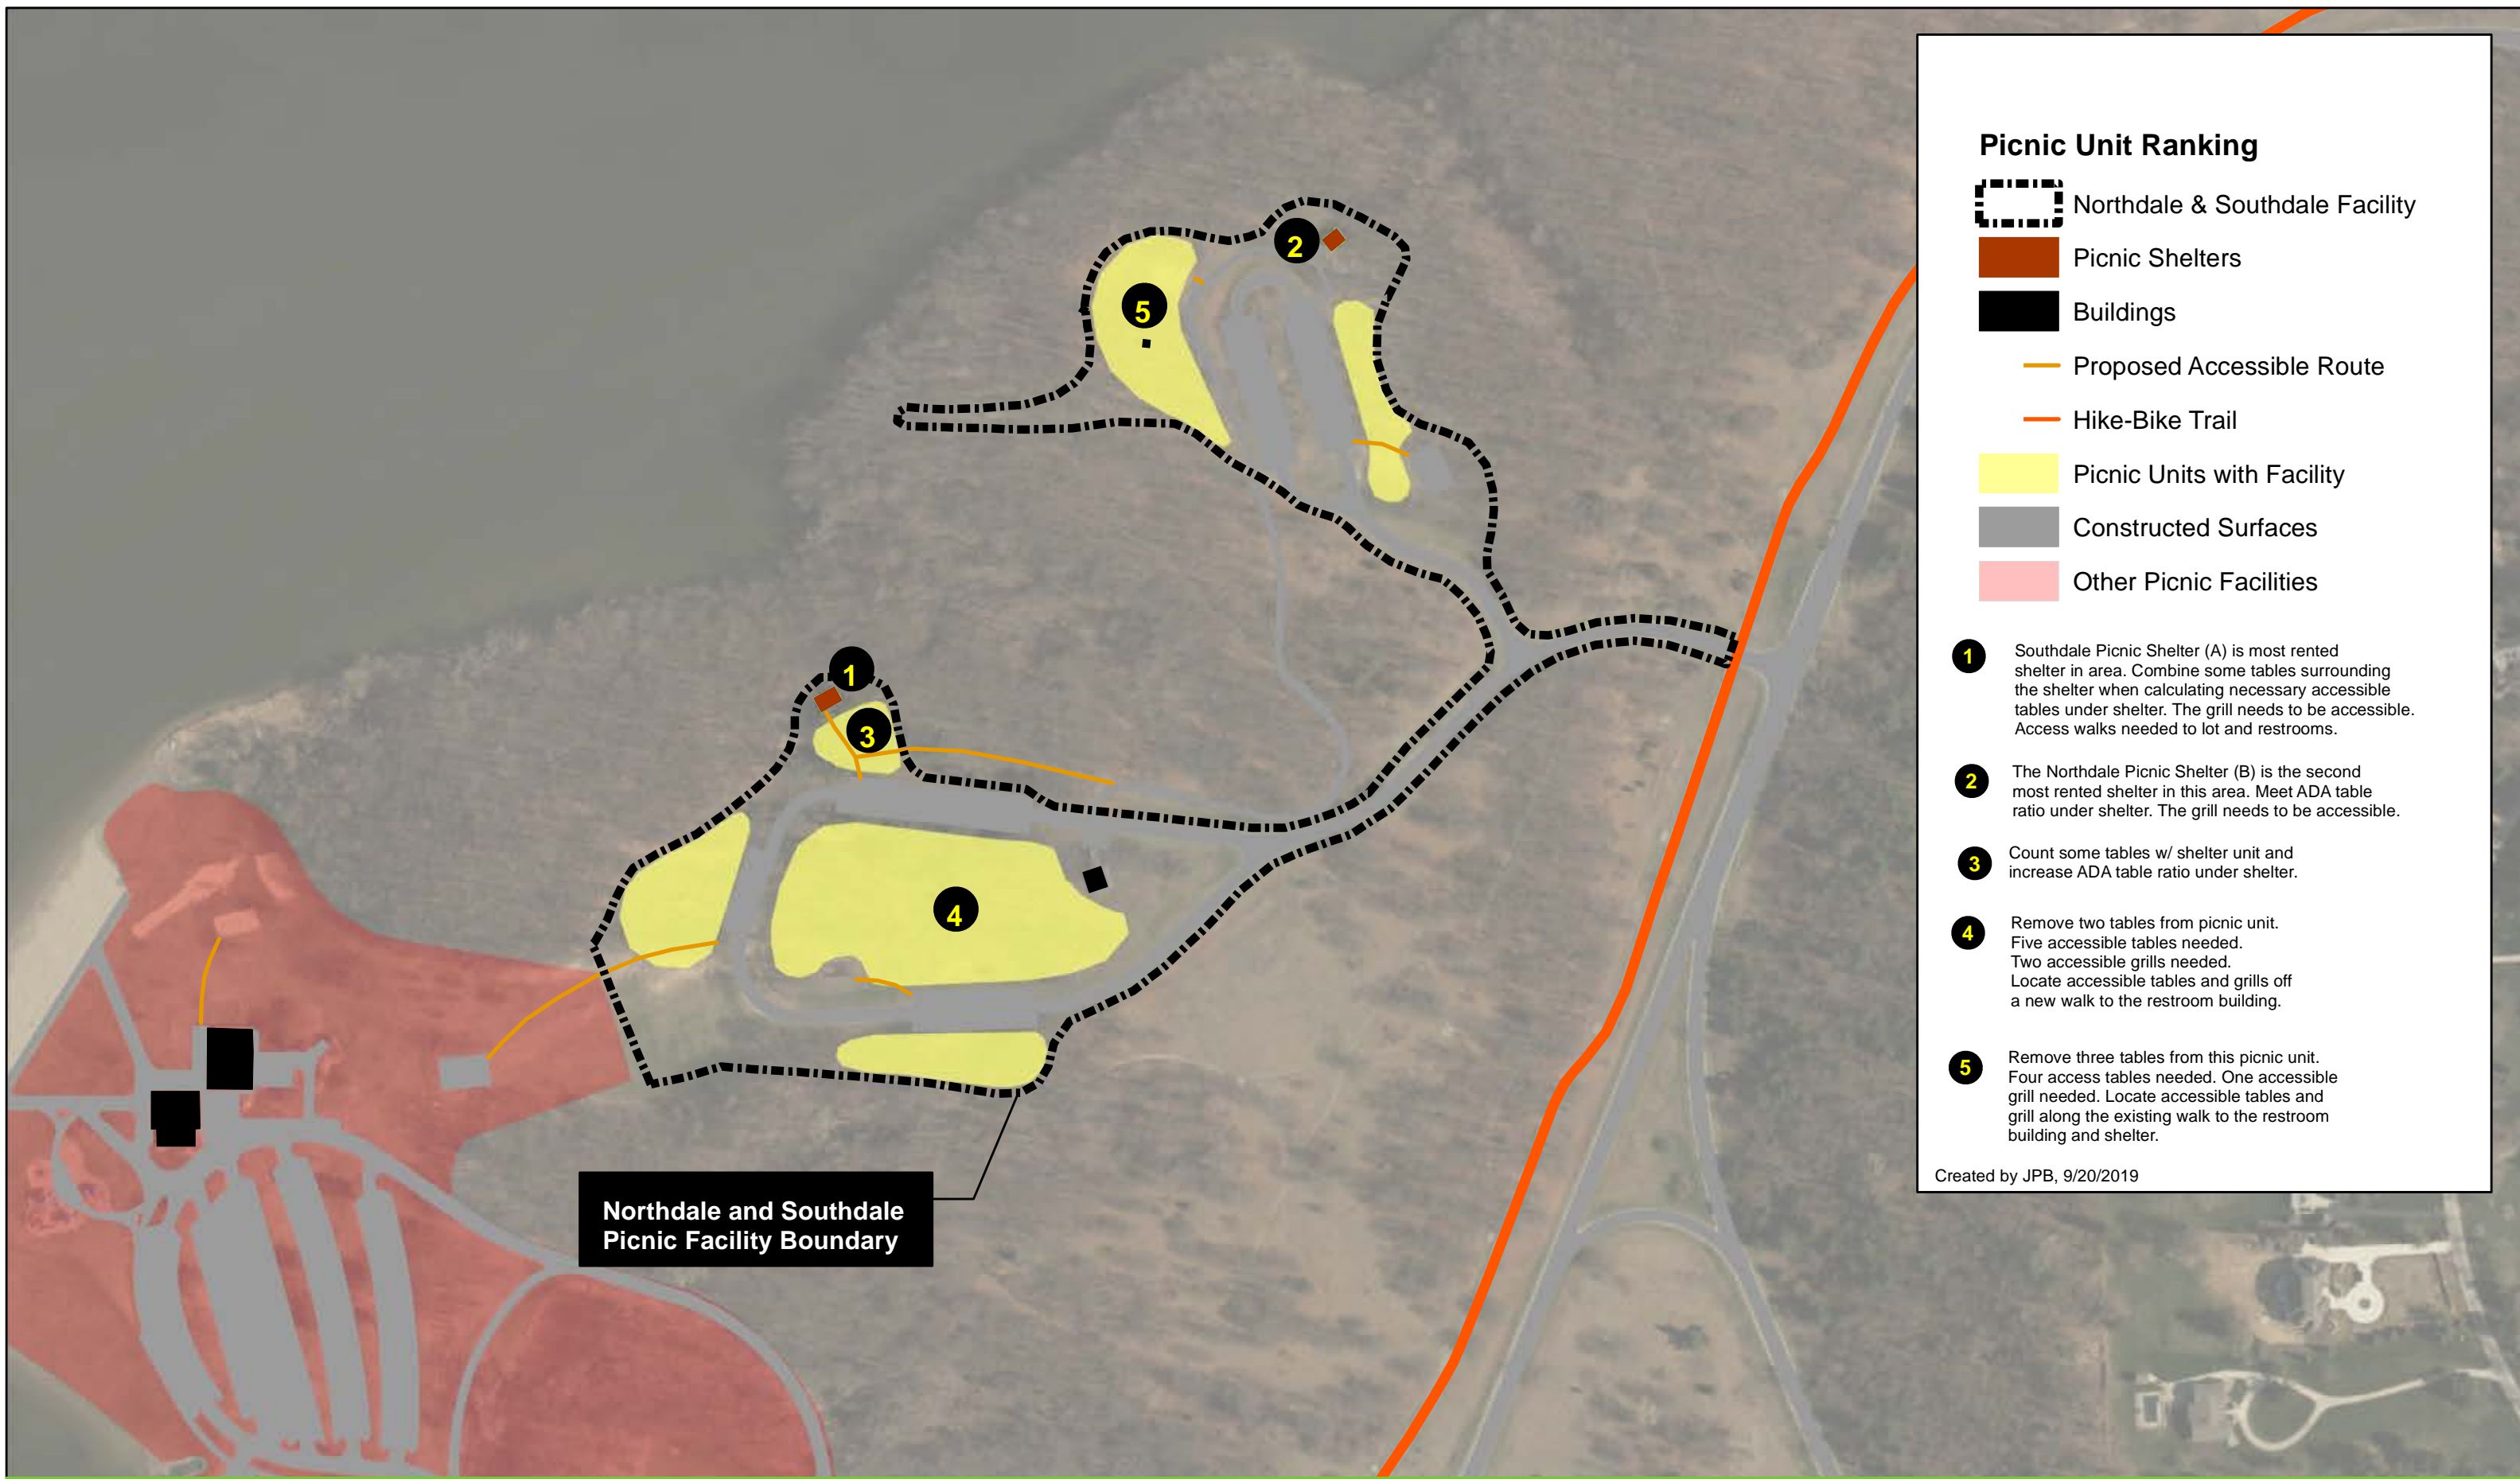 Picnic Unit Ranking
Northdale & Southdale Facility
Picnic Shelters
Buildings
Proposed Accessible Route
Hike-Bike Trail
Picnic Units with Facility
Constructed Surfaces
Other Picnic Facilities
1
Southdale Picnic Shelter (A) is most rented
shelter in area. Combine some tables surrounding
the shelter when calculating necessary accessible
tables under shelter. The grill needs to be accessible.
Access walks needed to lot and restrooms.
2
The Northdale Picnic Shelter (B) is the second
most rented shelter in this area. Meet ADA table
ratio under shelter. The grill needs to be accessible.
3
Count some tables w/ shelter unit and
increase ADA table ratio under shelter.
4
Remove two tables from picnic unit.
Five accessible tables needed.
Two accessible grills needed.
Locate accessible tables and grills off
a new walk to the restroom building.
5
Remove three tables from this picnic unit.
Four access tables needed. One accessible
grill needed. Locate accessible tables and
grill along the existing walk to the restroom
building and shelter.
Created by JPB, 9/20/2019
2
5
1
3
4
Northdale and Southdale
Picnic Facility Boundary